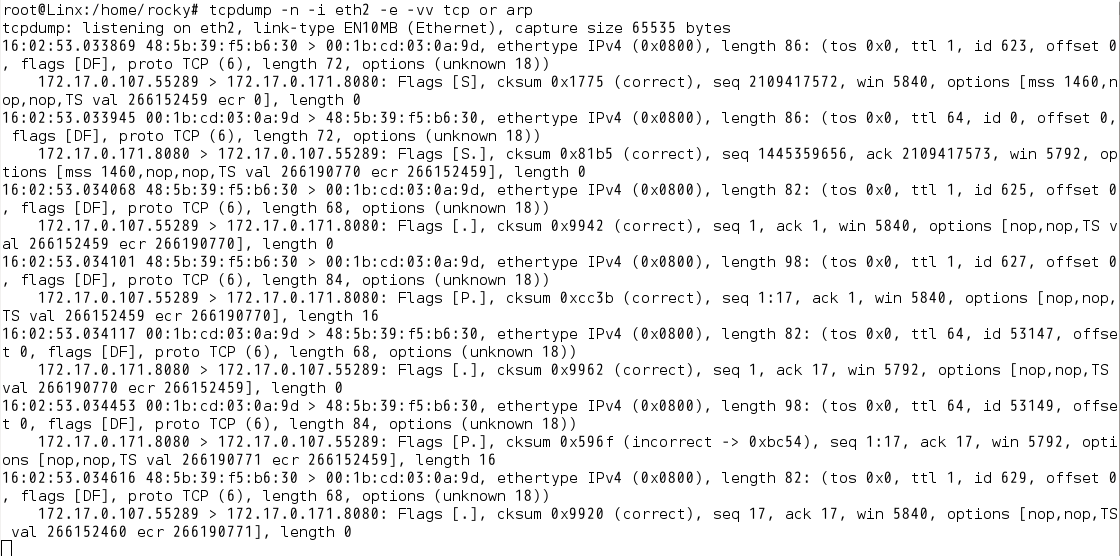 root@Linx:/home/rocky# tcpdump -n -i eth2 -e -vv tcp or arp
tcpdump: listening on eth2, link-type EN10MB (Ethernet), capture size 65535 bytes
16:02:53.033869 48:5b:39:f5:b6:30 > 00:1b:cd:03:0a:9d, ethertype IPv4 (0x0800), length 86: (tos 0x0, ttl 1, id 623, offset 0
, flags [DF], proto TCP (6), length 72, options (unknown 18))
    172.17.0.107.55289 > 172.17.0.171.8080: Flags [S], cksum 0x1775 (correct), seq 2109417572, win 5840, options [mss 1460,n
op,nop,TS val 266152459 ecr 0], length 0
16:02:53.033945 00:1b:cd:03:0a:9d > 48:5b:39:f5:b6:30, ethertype IPv4 (0x0800), length 86: (tos 0x0, ttl 64, id 0, offset 0,
 flags [DF], proto TCP (6), length 72, options (unknown 18))
    172.17.0.171.8080 > 172.17.0.107.55289: Flags [S.], cksum 0x81b5 (correct), seq 1445359656, ack 2109417573, win 5792, op
tions [mss 1460,nop,nop,TS val 266190770 ecr 266152459], length 0
16:02:53.034068 48:5b:39:f5:b6:30 > 00:1b:cd:03:0a:9d, ethertype IPv4 (0x0800), length 82: (tos 0x0, ttl 1, id 625, offset 0
, flags [DF], proto TCP (6), length 68, options (unknown 18))
    172.17.0.107.55289 > 172.17.0.171.8080: Flags [.], cksum 0x9942 (correct), seq 1, ack 1, win 5840, options [nop,nop,TS v
al 266152459 ecr 266190770], length 0
16:02:53.034101 48:5b:39:f5:b6:30 > 00:1b:cd:03:0a:9d, ethertype IPv4 (0x0800), length 98: (tos 0x0, ttl 1, id 627, offset 0
, flags [DF], proto TCP (6), length 84, options (unknown 18))
    172.17.0.107.55289 > 172.17.0.171.8080: Flags [P.], cksum 0xcc3b (correct), seq 1:17, ack 1, win 5840, options [nop,nop,
TS val 266152459 ecr 266190770], length 16
16:02:53.034117 00:1b:cd:03:0a:9d > 48:5b:39:f5:b6:30, ethertype IPv4 (0x0800), length 82: (tos 0x0, ttl 64, id 53147, offse
t 0, flags [DF], proto TCP (6), length 68, options (unknown 18))
    172.17.0.171.8080 > 172.17.0.107.55289: Flags [.], cksum 0x9962 (correct), seq 1, ack 17, win 5792, options [nop,nop,TS
val 266190770 ecr 266152459], length 0
16:02:53.034453 00:1b:cd:03:0a:9d > 48:5b:39:f5:b6:30, ethertype IPv4 (0x0800), length 98: (tos 0x0, ttl 64, id 53149, offse
t 0, flags [DF], proto TCP (6), length 84, options (unknown 18))
    172.17.0.171.8080 > 172.17.0.107.55289: Flags [P.], cksum 0x596f (incorrect -> 0xbc54), seq 1:17, ack 17, win 5792, opti
ons [nop,nop,TS val 266190771 ecr 266152459], length 16
16:02:53.034616 48:5b:39:f5:b6:30 > 00:1b:cd:03:0a:9d, ethertype IPv4 (0x0800), length 82: (tos 0x0, ttl 1, id 629, offset 0
, flags [DF], proto TCP (6), length 68, options (unknown 18))
    172.17.0.107.55289 > 172.17.0.171.8080: Flags [.], cksum 0x9920 (correct), seq 17, ack 17, win 5840, options [nop,nop,TS
 val 266152460 ecr 266190771], length 0